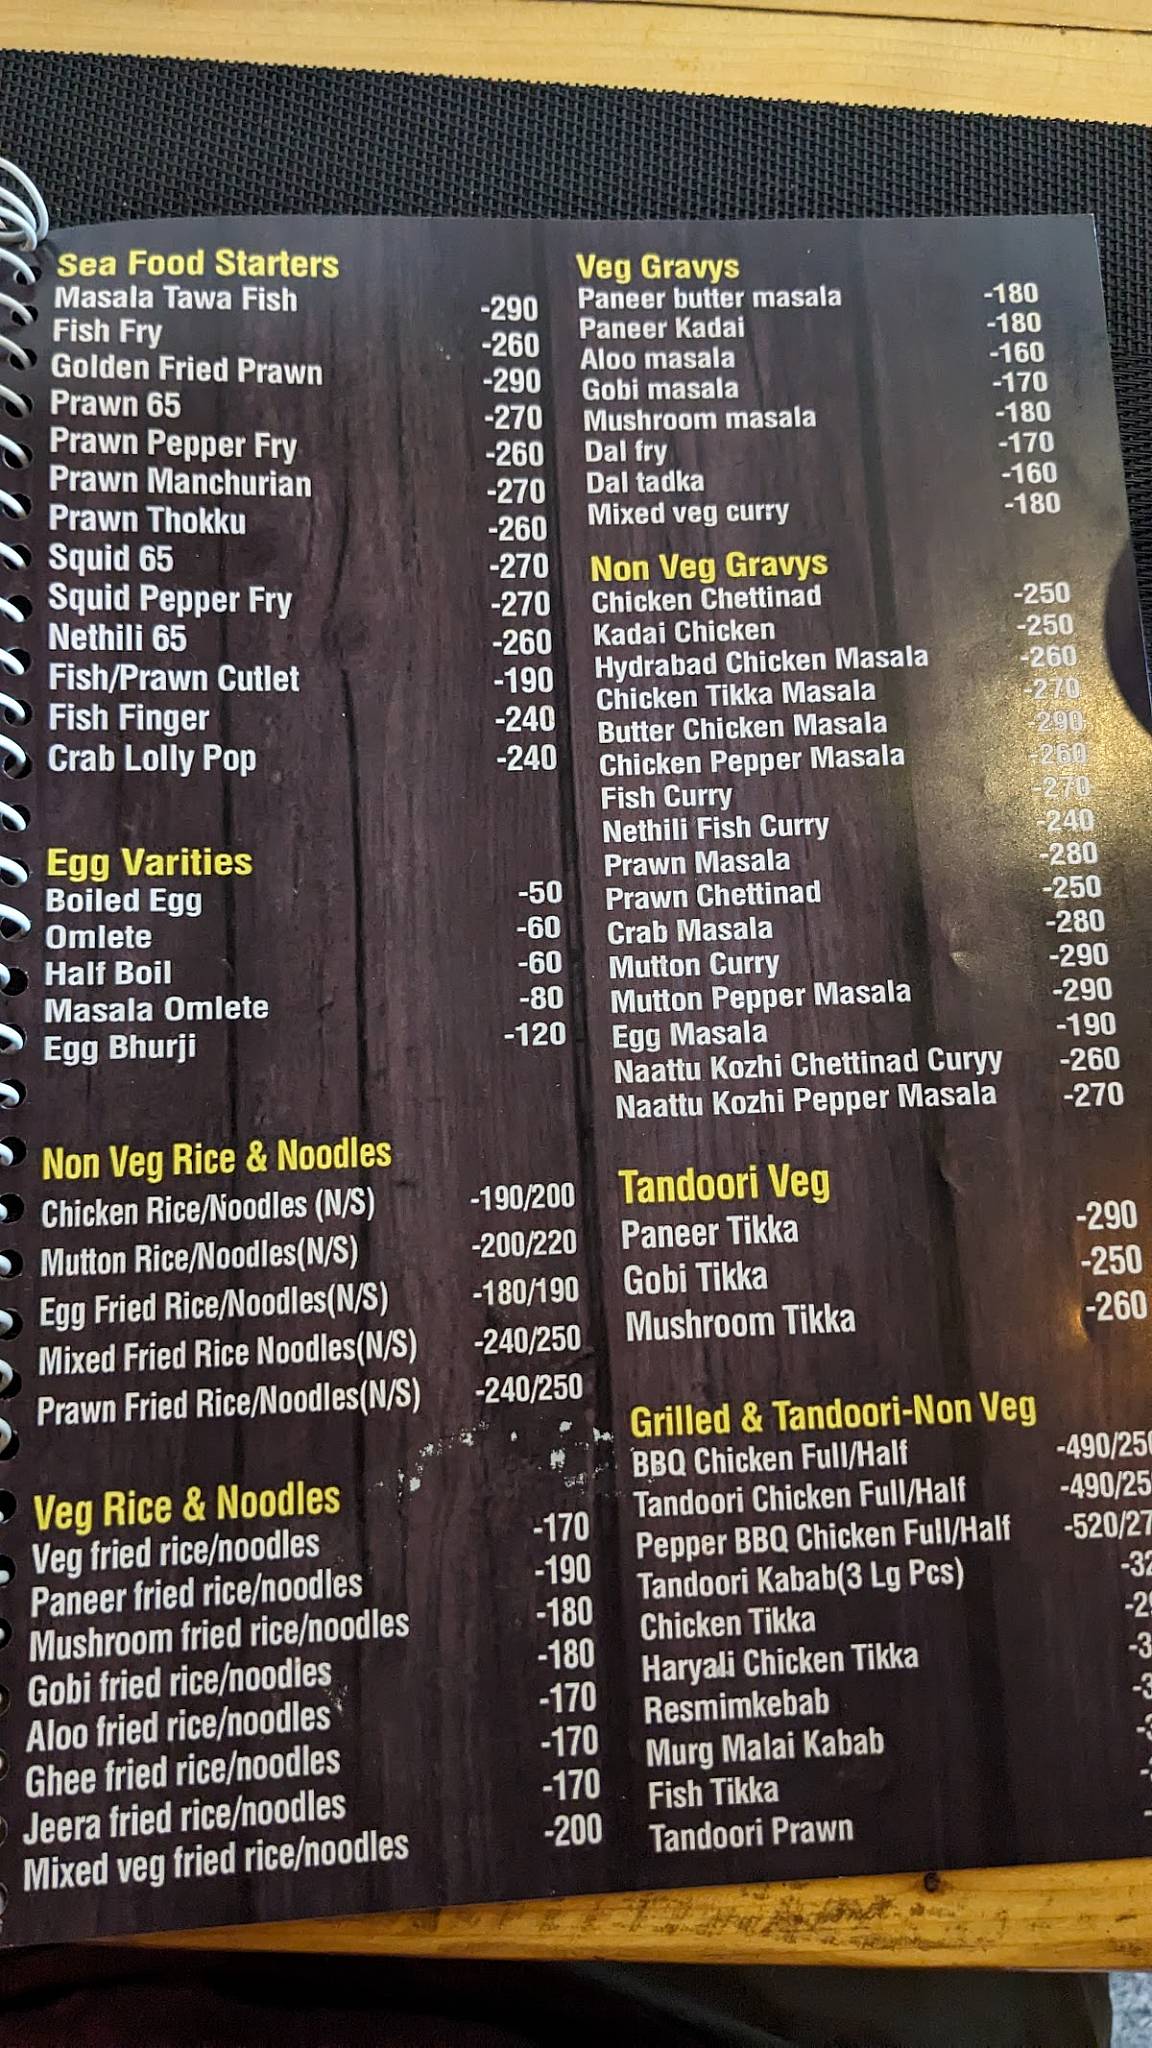 Sea Food Starters
Masala Tawa Fish -290
Fish Fry -260
Golden Fried Prawn -290
Prawn 65 -270
Prawn Pepper Fry -260
Prawn Manchurian -270
Prawn Thokku -260
Squid 65 -270
Squid Pepper Fry -270
Nethili 65 -260
Fish/Prawn Cutlet -190
Fish Finger -240
Crab Lolly Pop -240
Egg Varities
Boiled Egg -50
Omlete -60
Half Boil -60
Masala Omlete -80
Egg Bhurji -120
Non Veg Rice & Noodles
Chicken Rice/Noodles (N/S) -190/200
Mutton Rice/Noodles(N/S) -200/220
Egg Fried Rice/Noodles(N/S) -180/190
Mixed Fried Rice Noodles(N/S) -240/250
Prawn Fried Rice/Noodles(N/S) -240/250
Veg Rice & Noodles
Veg fried rice/noodles -170
Paneer fried rice/noodles -190
Mushroom fried rice/noodles -180
Gobi fried rice/noodles -180
Aloo fried rice/noodles -170
Ghee fried rice/noodles -170
Jeera fried rice/noodles -170
Mixed veg fried rice/noodles -200
Veg Gravys
Paneer butter masala -180
Paneer Kadai -180
Aloo masala -160
Gobi masala -170
Mushroom masala -180
Dal fry -170
Dal tadka -160
Mixed veg curry -180
Non Veg Gravys
Chicken Chettinad -250
Kadai Chicken -250
Hydrabad Chicken Masala -260
Chicken Tikka Masala -270
Butter Chicken Masala -290
Chicken Pepper Masala -260
Fish Curry -270
Nethili Fish Curry -240
Prawn Masala -280
Prawn Chettinad -250
Crab Masala -280
Mutton Curry -290
Mutton Pepper Masala -290
Egg Masala -190
Naattu Kozhi Chettinad Curyy -260
Naattu Kozhi Pepper Masala -270
Tandoori Veg
Paneer Tikka -290
Gobi Tikka -250
Mushroom Tikka -260
Grilled & Tandoori-Non Veg
BBQ Chicken Full/Half -490/250
Tandoori Chicken Full/Half -490/25
Pepper BBQ Chicken Full/Half -520/27
Tandoori Kabab(3 Lg Pcs) -32
Chicken Tikka -29
Haryali Chicken Tikka -3
Resmimkebab -3
Murg Malai Kabab
Fish Tikka
Tandoori Prawn